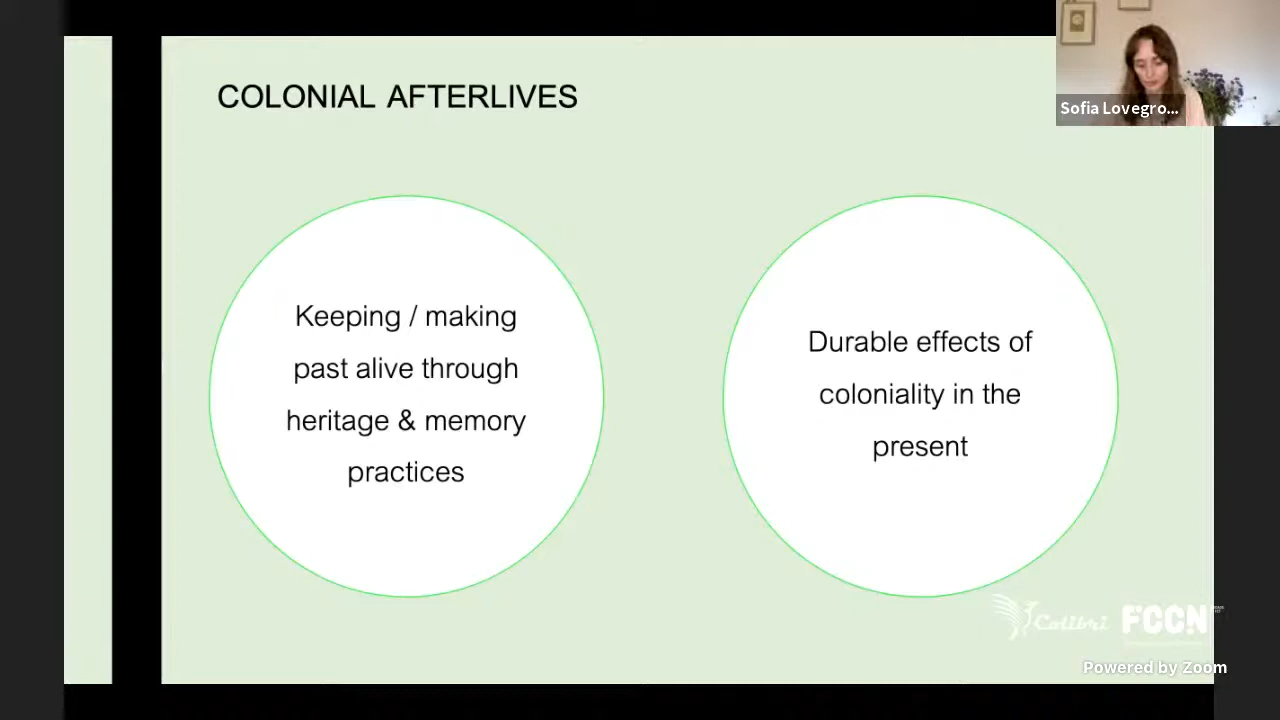 COLONIAL AFTERLIVES
Sofia Lovegro...
Keeping / making
past alive through
heritage & memory
practices
Durable effects of
coloniality in the
present
Colibri
FCCN
Powered by Zoom